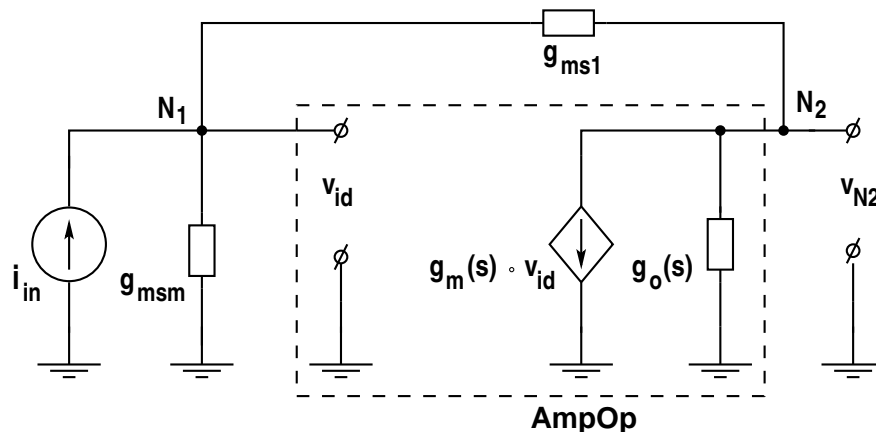 g_ms1
N_1
N_2
v_id
v_N2
i_in
g_msm
g_m(s) ∘ v_id
g_o(s)
AmpOp